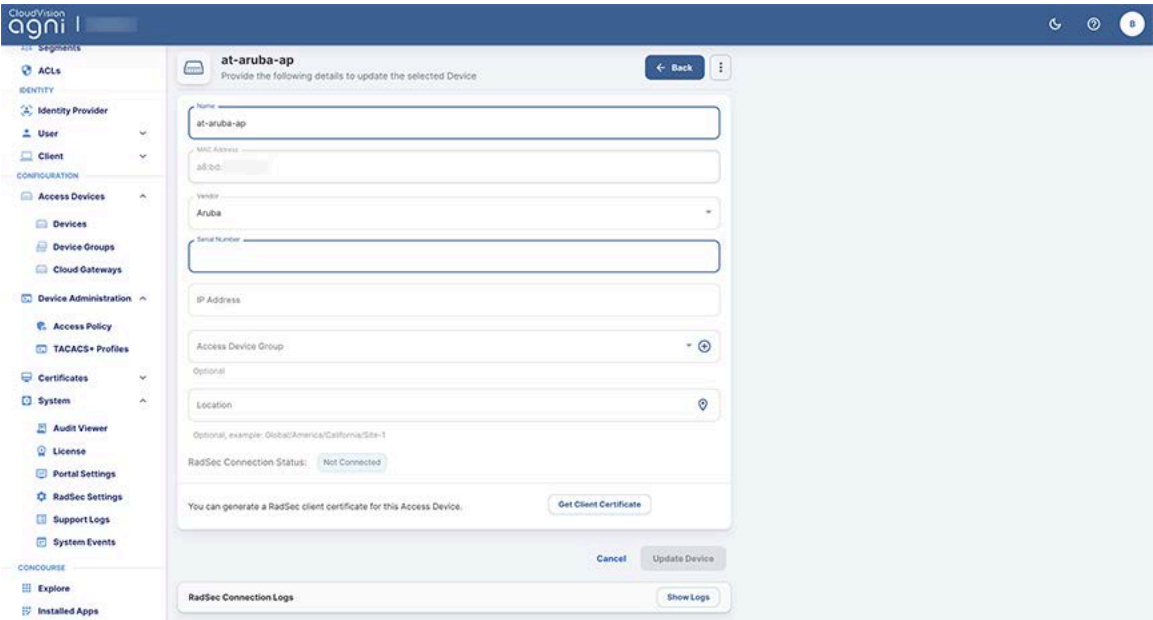 CloudVision
agni
Segments
ACLs
IDENTITY
Identity Provider
User
Client
CONFIGURATION
Access Devices
Devices
Device Groups
Cloud Gateways
Device Administration
Access Policy
TACACS+ Profiles
Certificates
System
Audit Viewer
License
Portal Settings
RadSec Settings
Support Logs
System Events
CONCOURSE
Explore
Installed Apps
B
at-aruba-ap
Provide the following details to update the selected Device
Back
Name
at-aruba-ap
MAC Address
a8:bd:
Vendor
Aruba
Serial Number
IP Address
Access Device Group
Optional
Location
Optional, example: Global/America/California/Site-1
RadSec Connection Status: Not Connected
You can generate a RadSec client certificate for this Access Device. Get Client Certificate
Cancel Update Device
RadSec Connection Logs Show Logs